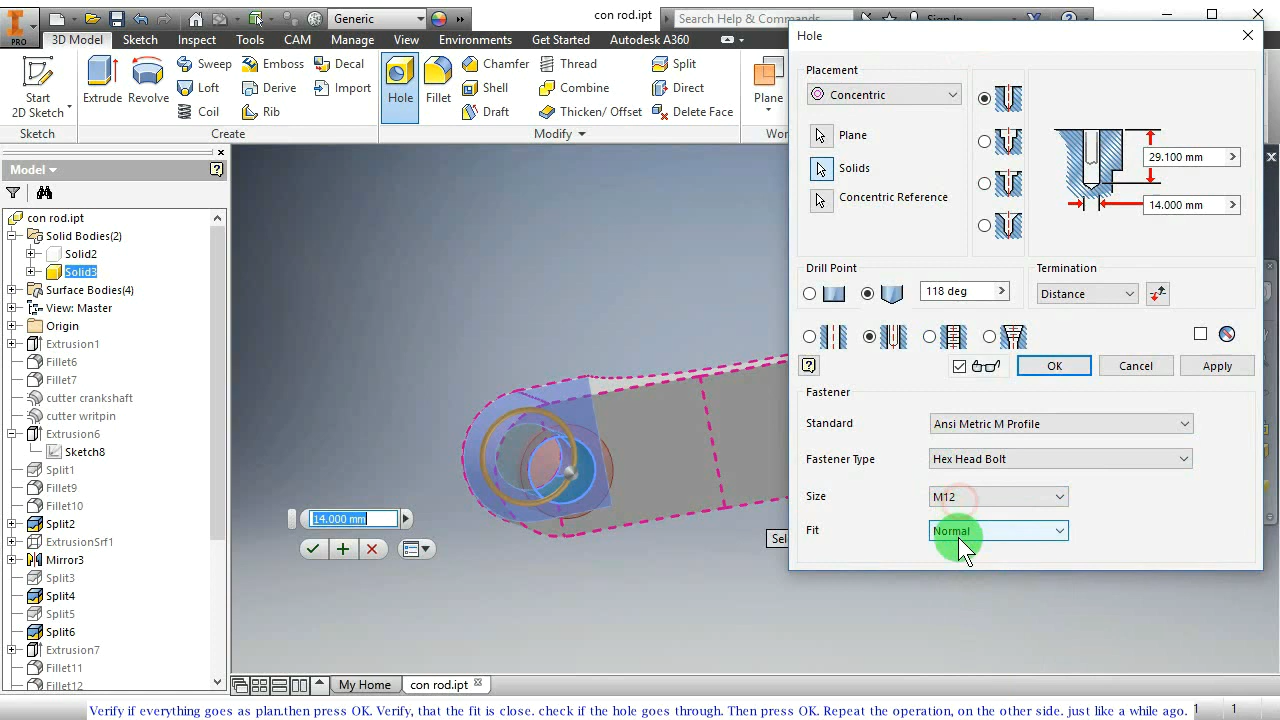 Generic
con rod.ipt
Search Help & Commands...
Sign In
PRO
3D Model
Sketch
Inspect
Tools
CAM
Manage
View
Environments
Get Started
Autodesk A360
Start
2D Sketch
Extrude
Revolve
Sweep
Loft
Coil
Emboss
Derive
Rib
Decal
Import
Hole
Fillet
Chamfer
Shell
Draft
Thread
Combine
Thicken/ Offset
Split
Direct
Delete Face
Plane
Sketch
Create
Modify
Model
con rod.ipt
Solid Bodies(2)
Solid2
Solid3
Surface Bodies(4)
View: Master
Origin
Extrusion1
Fillet6
Fillet7
cutter crankshaft
cutter writpin
Extrusion6
Sketch8
Split1
Fillet9
Fillet10
Split2
ExtrusionSrf1
Mirror3
Split3
Split4
Split5
Split6
Extrusion7
Fillet11
Fillet12
14.000 mm
Hole
Placement
Concentric
Plane
Solids
Concentric Reference
29.100 mm
14.000 mm
Drill Point
118 deg
Termination
Distance
OK
Cancel
Apply
Fastener
Standard
Ansi Metric M Profile
Fastener Type
Hex Head Bolt
Size
M12
Fit
Normal
My Home
con rod.ipt
Verify if everything goes as plan.then press OK. Verify, that the fit is close. check if the hole goes through. Then press OK. Repeat the operation, on the other side. just like a while ago.
1
1